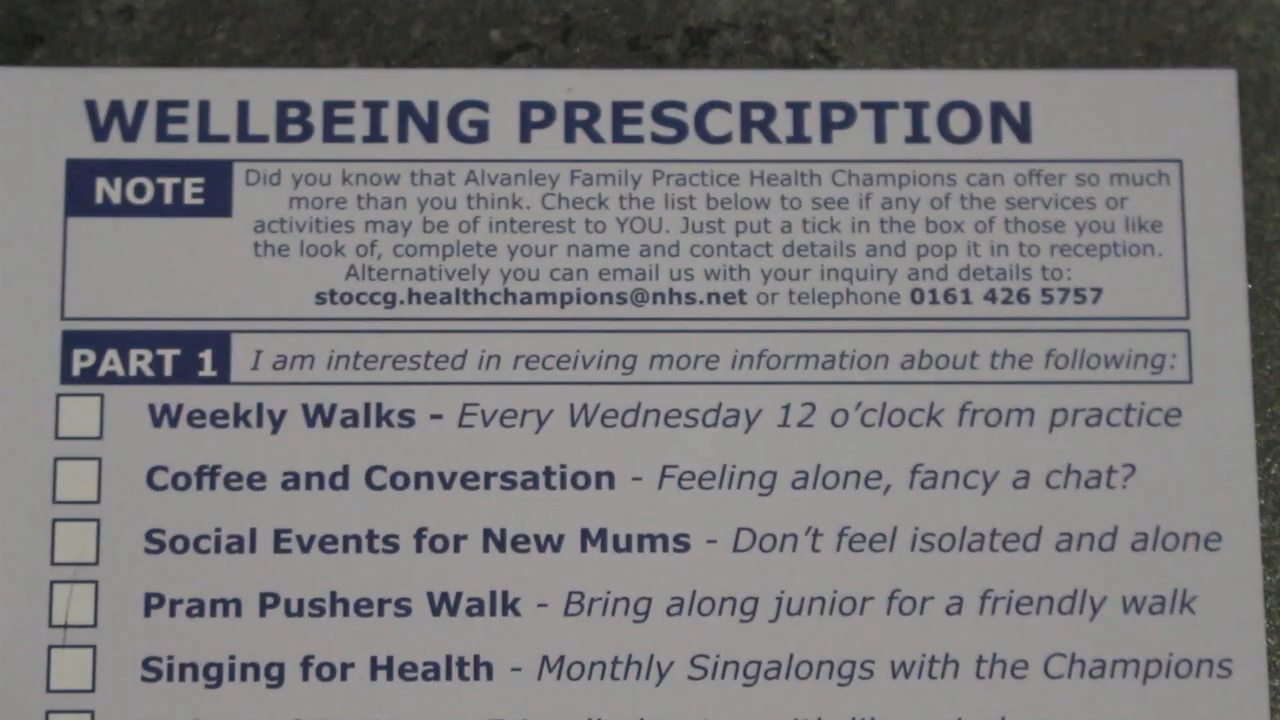 WELLBEING PRESCRIPTION
NOTE
Did you know that Alvanley Family Practice Health Champions can offer so much
more than you think. Check the list below to see if any of the services or
activities may be of interest to YOU. Just put a tick in the box of those you like
the look of, complete your name and contact details and pop it in to reception.
Alternatively you can email us with your inquiry and details to:
stoccg.healthchampions@nhs.net or telephone 0161 426 5757
PART 1 I am interested in receiving more information about the following:
Weekly Walks - Every Wednesday 12 o’clock from practice
Coffee and Conversation - Feeling alone, fancy a chat?
Social Events for New Mums - Don’t feel isolated and alone
Pram Pushers Walk - Bring along junior for a friendly walk
Singing for Health - Monthly Singalongs with the Champions